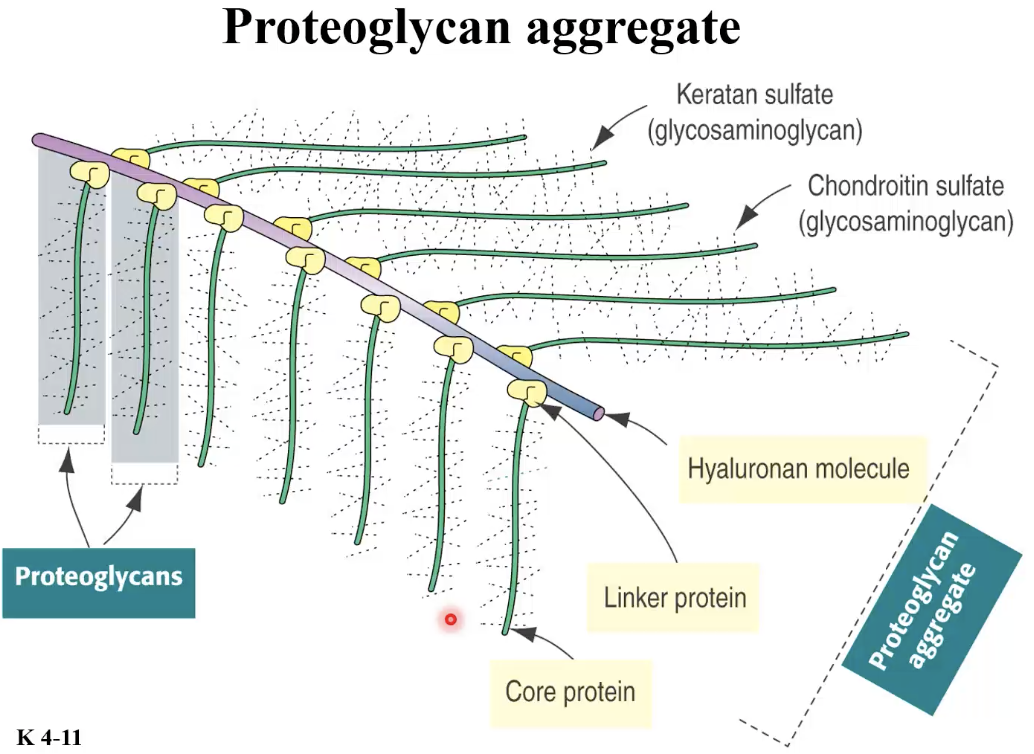 Proteoglycan aggregate
Keratan sulfate
(glycosaminoglycan)
Chondroitin sulfate
(glycosaminoglycan)
Hyaluronan molecule
Proteoglycans
Linker protein
Proteoglycan
aggregate
Core protein
K 4-11